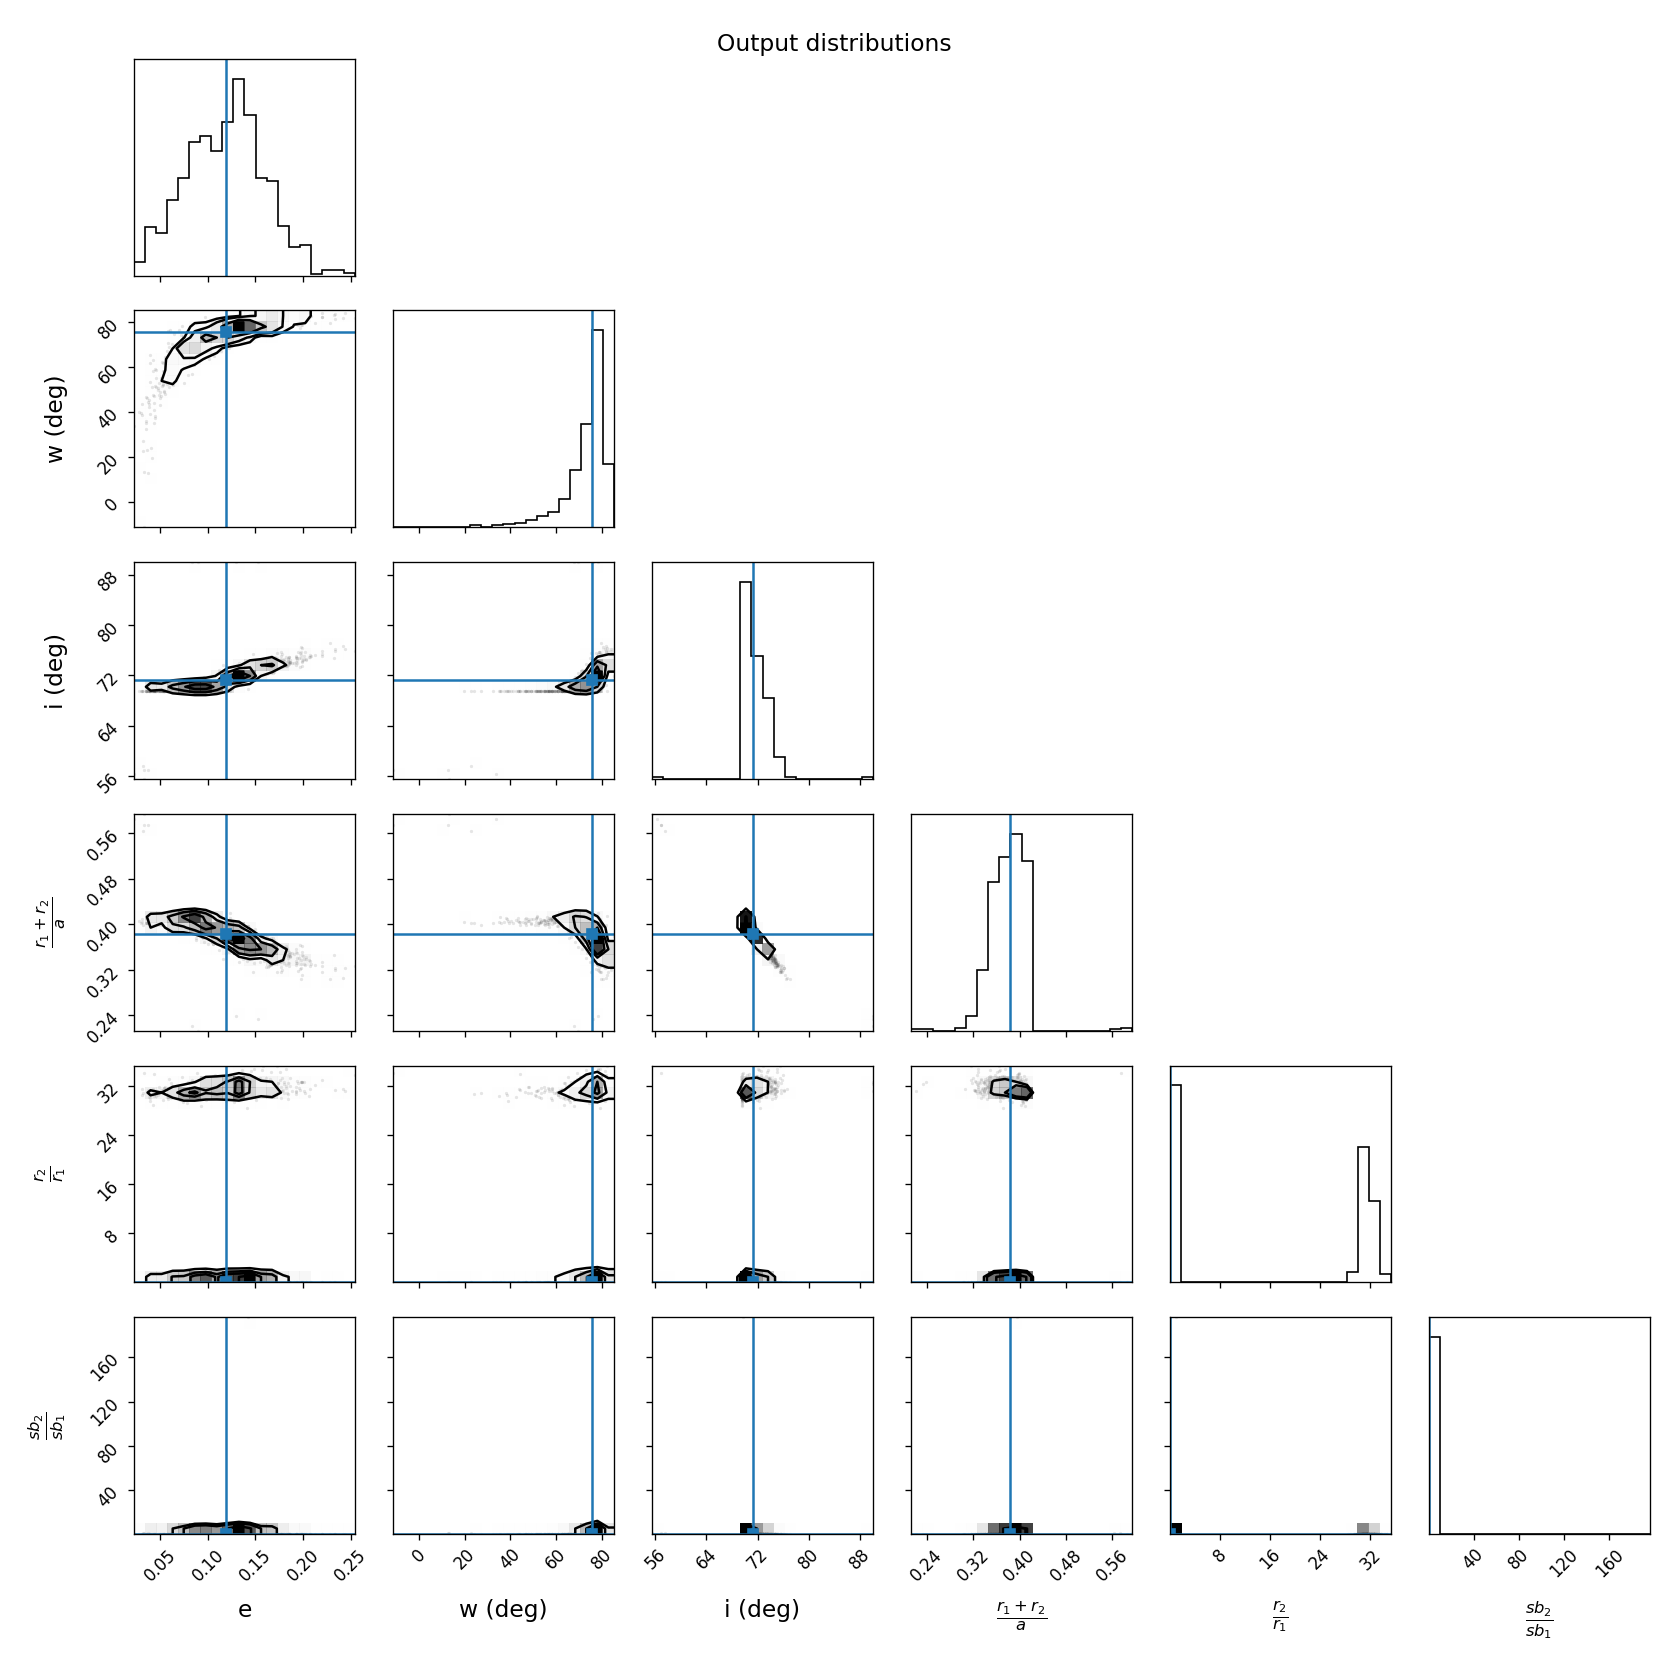 Output distributions
80
60
40
20
0
w (deg)
88
80
72
64
56
i (deg)
0.56
0.48
0.40
0.32
0.24
r₁ + r₂
a
32
24
16
8
r₂
r₁
160
120
80
40
sb₂
sb₁
0.05 0.10 0.15 0.20 0.25
0 20 40 60 80
56 64 72 80 88
0.24 0.32 0.40 0.48 0.56
8 16 24 32
40 80 120 160
e
w (deg)
i (deg)
r₁ + r₂
a
r₂
r₁
sb₂
sb₁